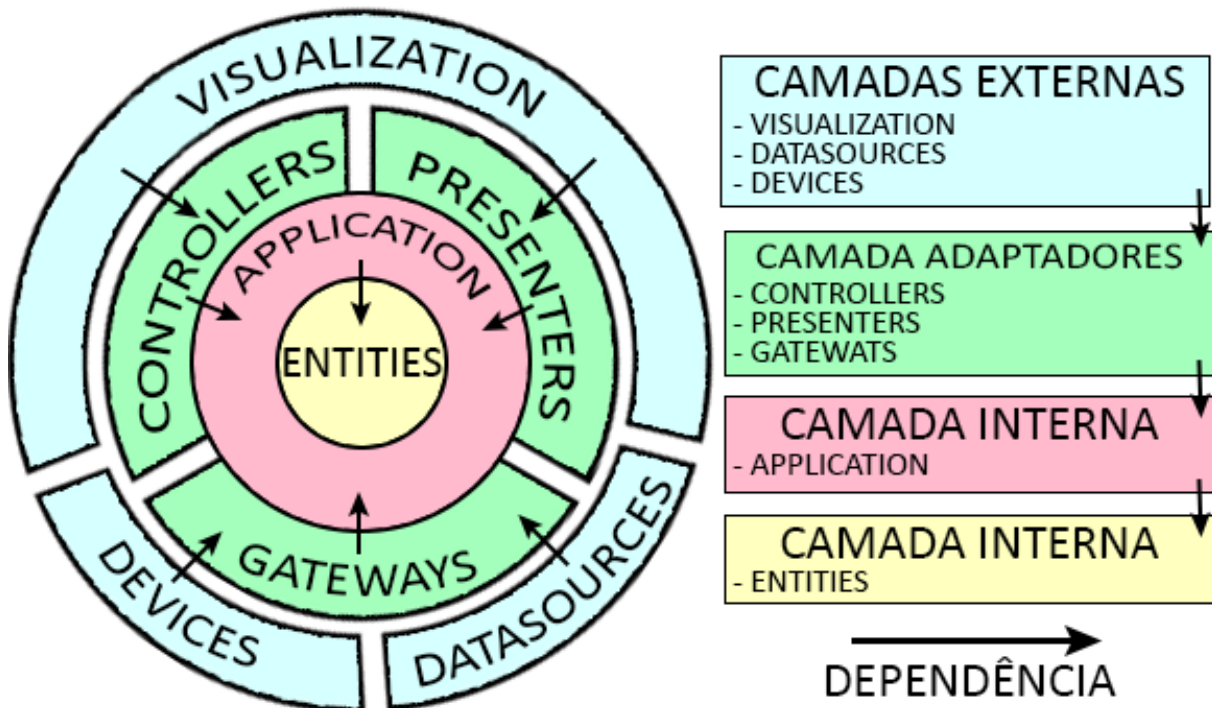 VISUALIZATION
CONTROLLERS
PRESENTERS
APPLICATION
ENTITIES
GATEWAYS
DEVICES
DATASOURCES
CAMADAS EXTERNAS
- VISUALIZATION
- DATASOURCES
- DEVICES
CAMADA ADAPTADORES
- CONTROLLERS
- PRESENTERS
- GATEWATS
CAMADA INTERNA
- APPLICATION
CAMADA INTERNA
- ENTITIES
DEPENDÊNCIA